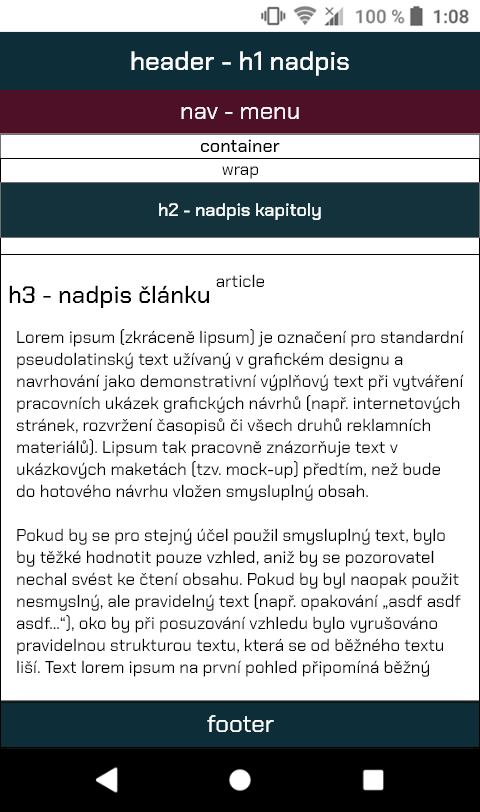 100 % 1:08
header - h1 nadpis
nav - menu
container
wrap
h2 - nadpis kapitoly
article
h3 - nadpis článku
Lorem ipsum (zkráceně lipsum) je označení pro standardní
pseudolatinský text užívaný v grafickém designu a
navrhování jako demonstrativní výplňový text při vytváření
pracovních ukázek grafických návrhů (např. internetových
stránek, rozvržení časopisů či všech druhů reklamních
materiálů). Lipsum tak pracovně znázorňuje text v
ukázkových maketách (tzv. mock-up) předtím, než bude
do hotového návrhu vložen smysluplný obsah.
Pokud by se pro stejný účel použil smysluplný text, bylo
by těžké hodnotit pouze vzhled, aniž by se pozorovatel
nechal svést ke čtení obsahu. Pokud by byl naopak použit
nesmyslný, ale pravidelný text (např. opakování „asdf asdf
asdf...“), oko by při posuzování vzhledu bylo vyrušováno
pravidelnou strukturou textu, která se od běžného textu
liší. Text lorem ipsum na první pohled připomíná běžný
footer